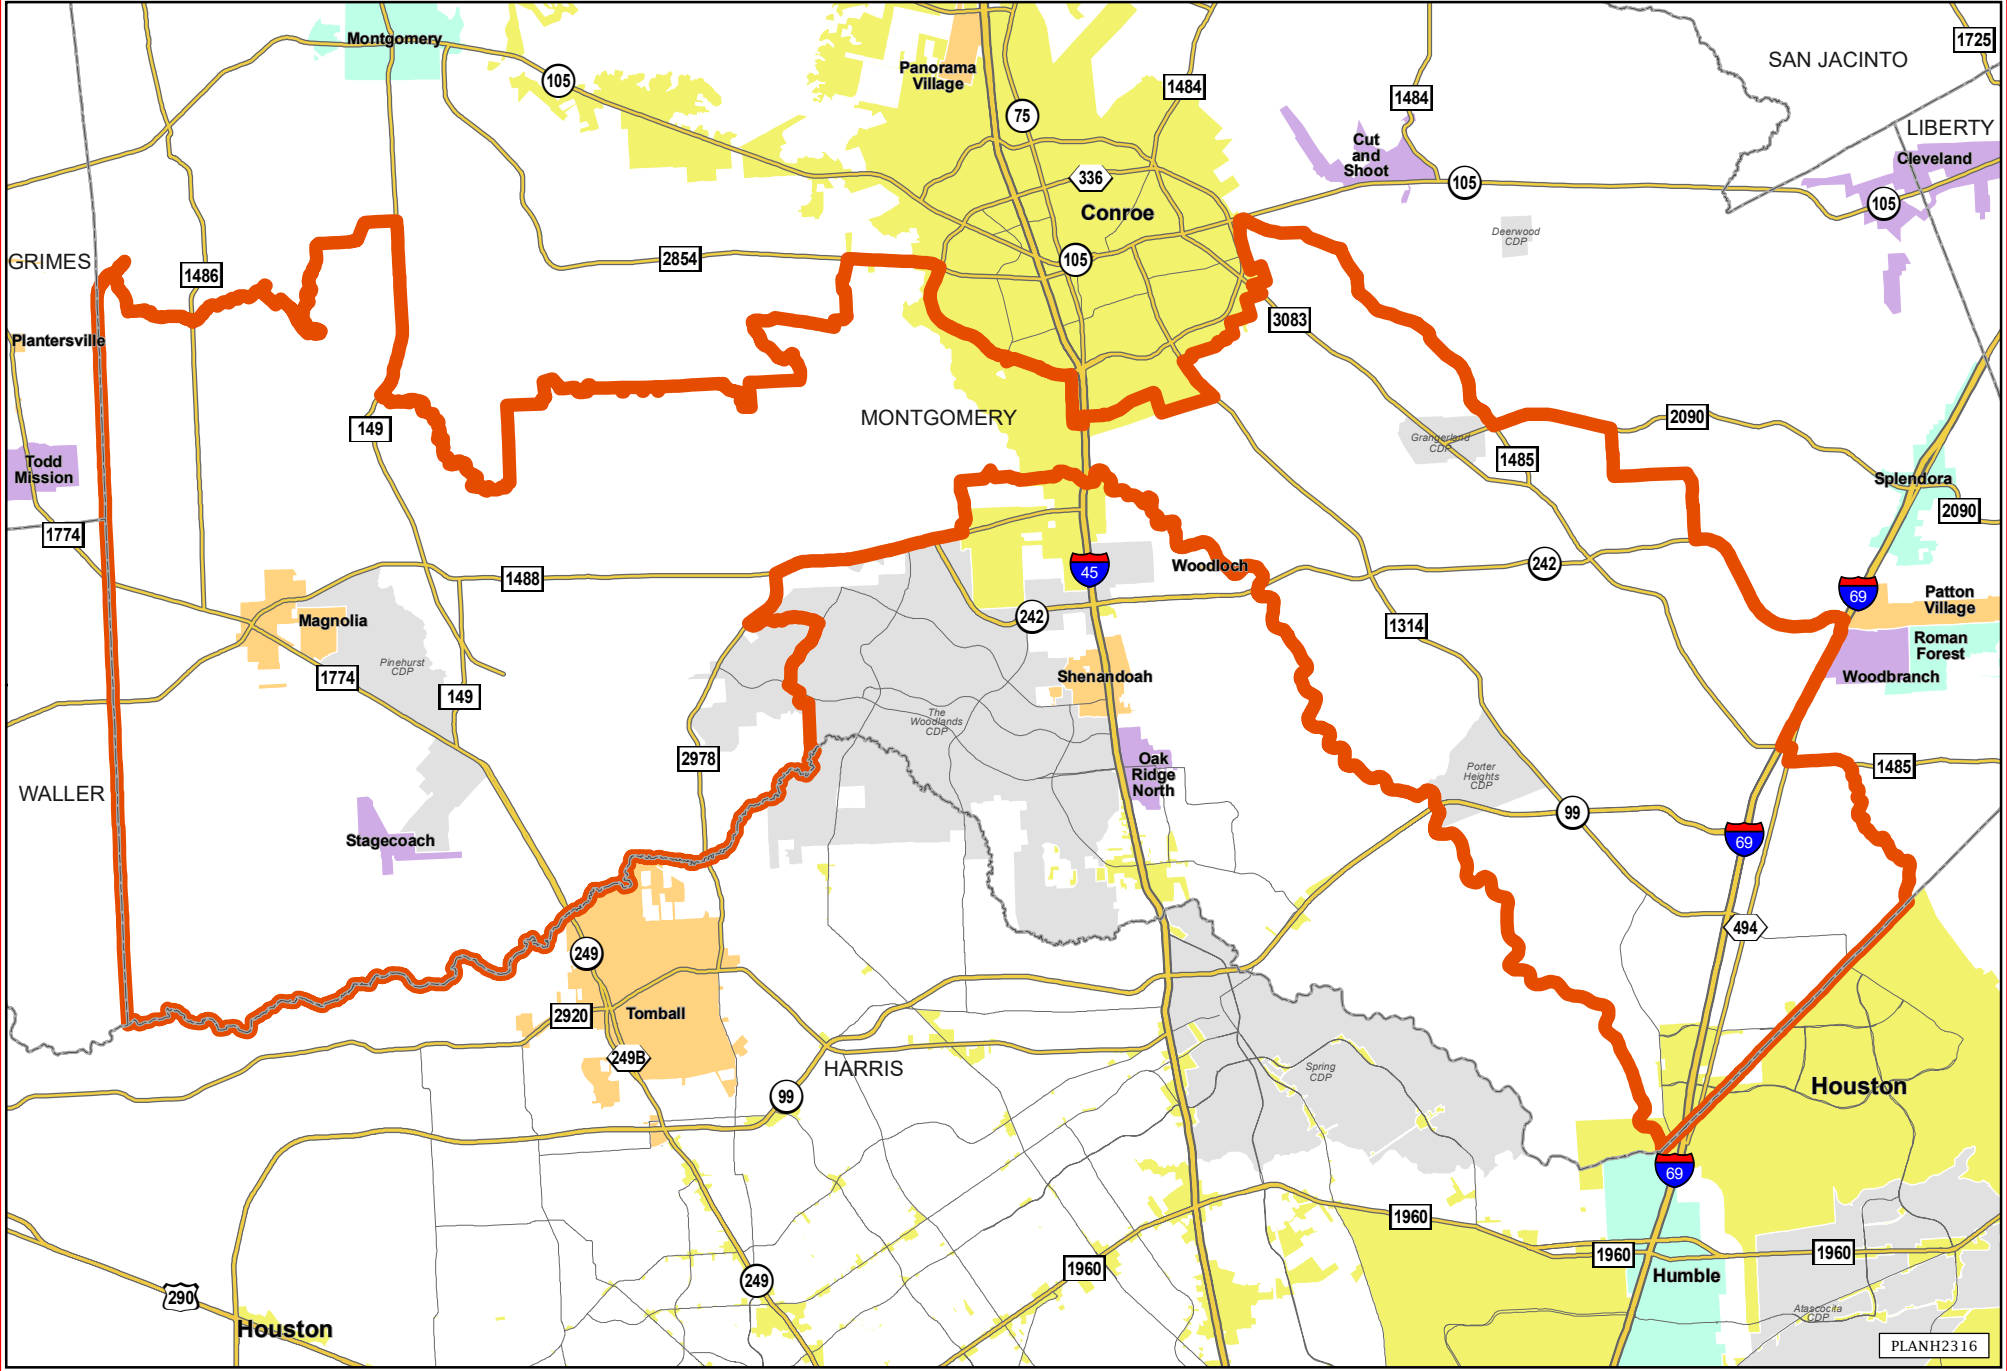 Montgomery
105
Panorama
Village
75
1484
1484
SAN JACINTO
1725
LIBERTY
Cut
and
Shoot
105
Cleveland
105
336
Conroe
105
Deerwood
CDP
GRIMES
1486
2854
3083
Plantersville
MONTGOMERY
149
Grangerland
CDP
2090
1485
Todd
Mission
1774
Splendora
2090
1488
45
Woodloch
242
69
Patton
Village
Magnolia
242
1314
Roman
Forest
Pinehurst
CDP
1774
149
Shenandoah
Woodbranch
The
Woodlands
CDP
2978
Oak
Ridge
North
Porter
Heights
CDP
1485
WALLER
99
Stagecoach
69
494
249
2920
Tomball
249B
HARRIS
Spring
CDP
99
Houston
69
1960
1960
1960
1960
Humble
290
249
Houston
Atascocita
CDP
PLANH2316